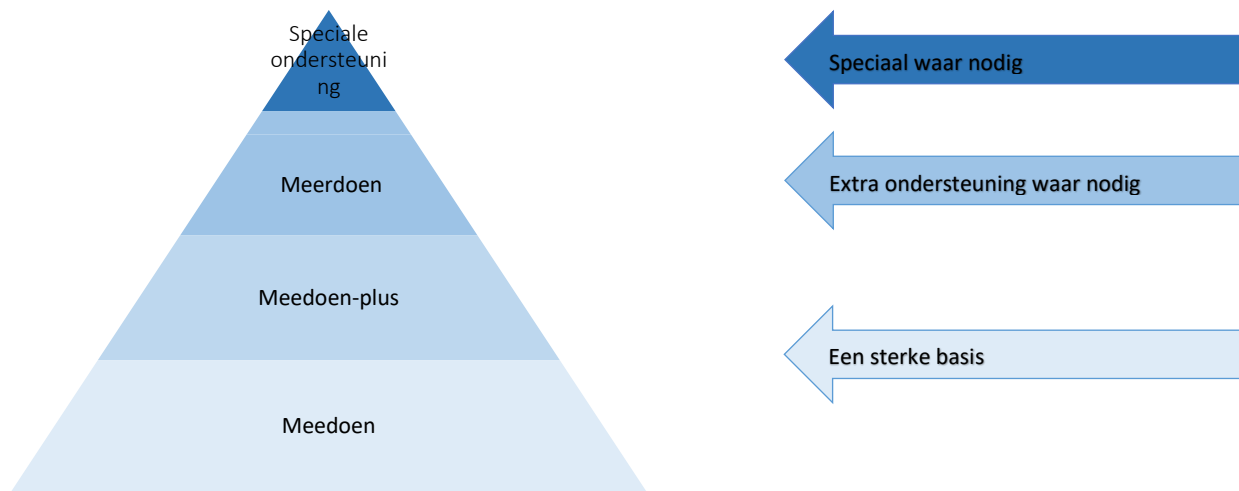 Speciale
ondersteuni
ng
Speciaal waar nodig
Meerdoen
Extra ondersteuning waar nodig
Meedoen-plus
Een sterke basis
Meedoen